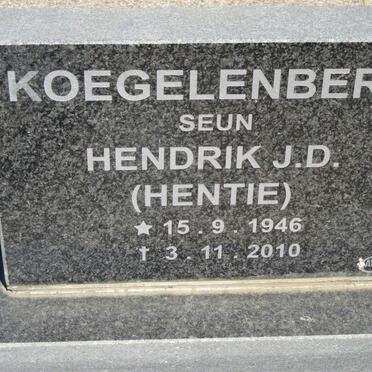 KOEGELENBER
SEUN
HENDRIK J.D.
(HENTIE)
★ 15 . 9 . 1946
† 3 . 11 . 2010